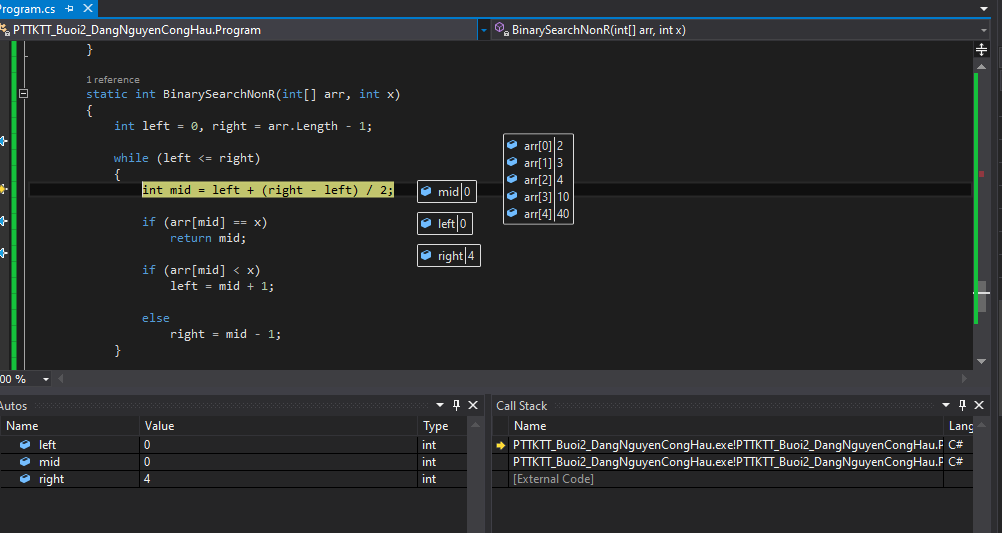 Program.cs
PTTKTT_Buoi2_DangNguyenCongHau.Program
BinarySearchNonR(int[] arr, int x)
}
1 reference
static int BinarySearchNonR(int[] arr, int x)
{
int left = 0, right = arr.Length - 1;
while (left <= right)
{
int mid = left + (right - left) / 2;
mid 0
if (arr[mid] == x)
left 0
return mid;
right 4
if (arr[mid] < x)
left = mid + 1;
else
right = mid - 1;
}
arr[0] 2
arr[1] 3
arr[2] 4
arr[3] 10
arr[4] 40
00 %
Autos
Name Value Type
left 0 int
mid 0 int
right 4 int
Call Stack
Name Lang
PTTKTT_Buoi2_DangNguyenCongHau.exe!PTTKTT_Buoi2_DangNguyenCongHau.P C#
PTTKTT_Buoi2_DangNguyenCongHau.exe!PTTKTT_Buoi2_DangNguyenCongHau.P C#
[External Code]